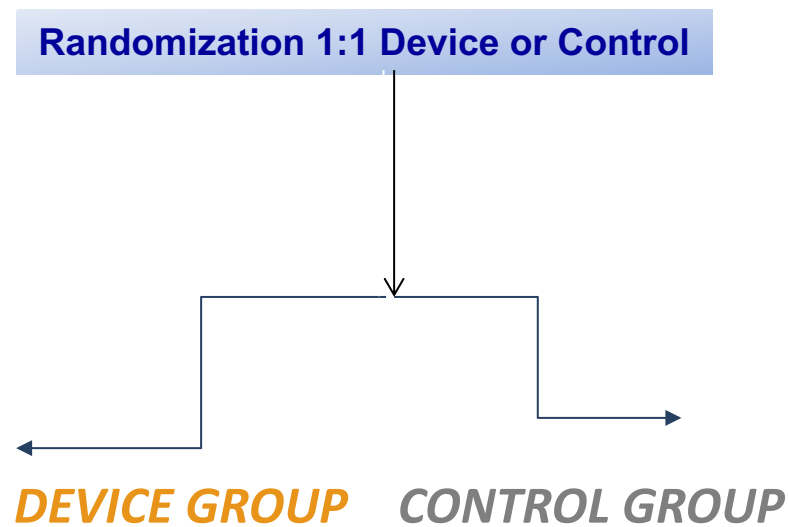 Randomization 1:1 Device or Control
DEVICE GROUP CONTROL GROUP